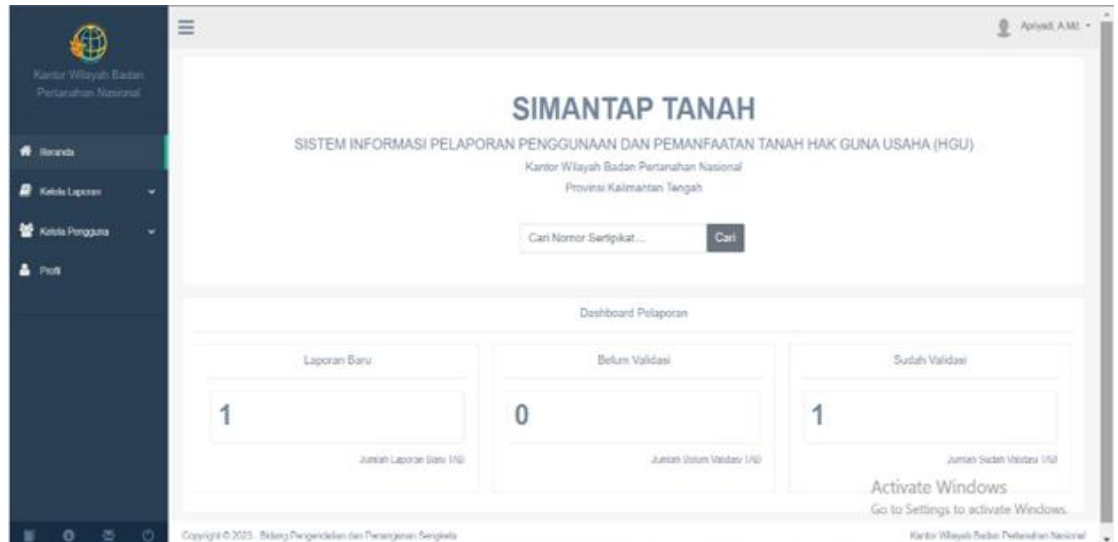 Kantor Wilayah Badan
Pertanahan Nasional
Beranda
Kelola Laporan
Kelola Pengguna
Profil
Apriyadi, A.Md.
SIMANTAP TANAH
SISTEM INFORMASI PELAPORAN PENGGUNAAN DAN PEMANFAATAN TANAH HAK GUNA USAHA (HGU)
Kantor Wilayah Badan Pertanahan Nasional
Provinsi Kalimantan Tengah
Cari Nomor Sertipikat...
Cari
Dashboard Pelaporan
Laporan Baru
1
Jumlah Laporan Baru
Belum Validasi
0
Jumlah Belum Validasi
Sudah Validasi
1
Jumlah Sudah Validasi
Activate Windows
Go to Settings to activate Windows.
Copyright © 2023 . Bidang Pengendalian dan Penanganan Sengketa
Kantor Wilayah Badan Pertanahan Nasional